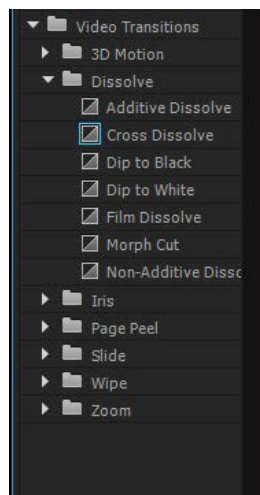 Video Transitions
3D Motion
Dissolve
Additive Dissolve
Cross Dissolve
Dip to Black
Dip to White
Film Dissolve
Morph Cut
Non-Additive Dissc
Iris
Page Peel
Slide
Wipe
Zoom